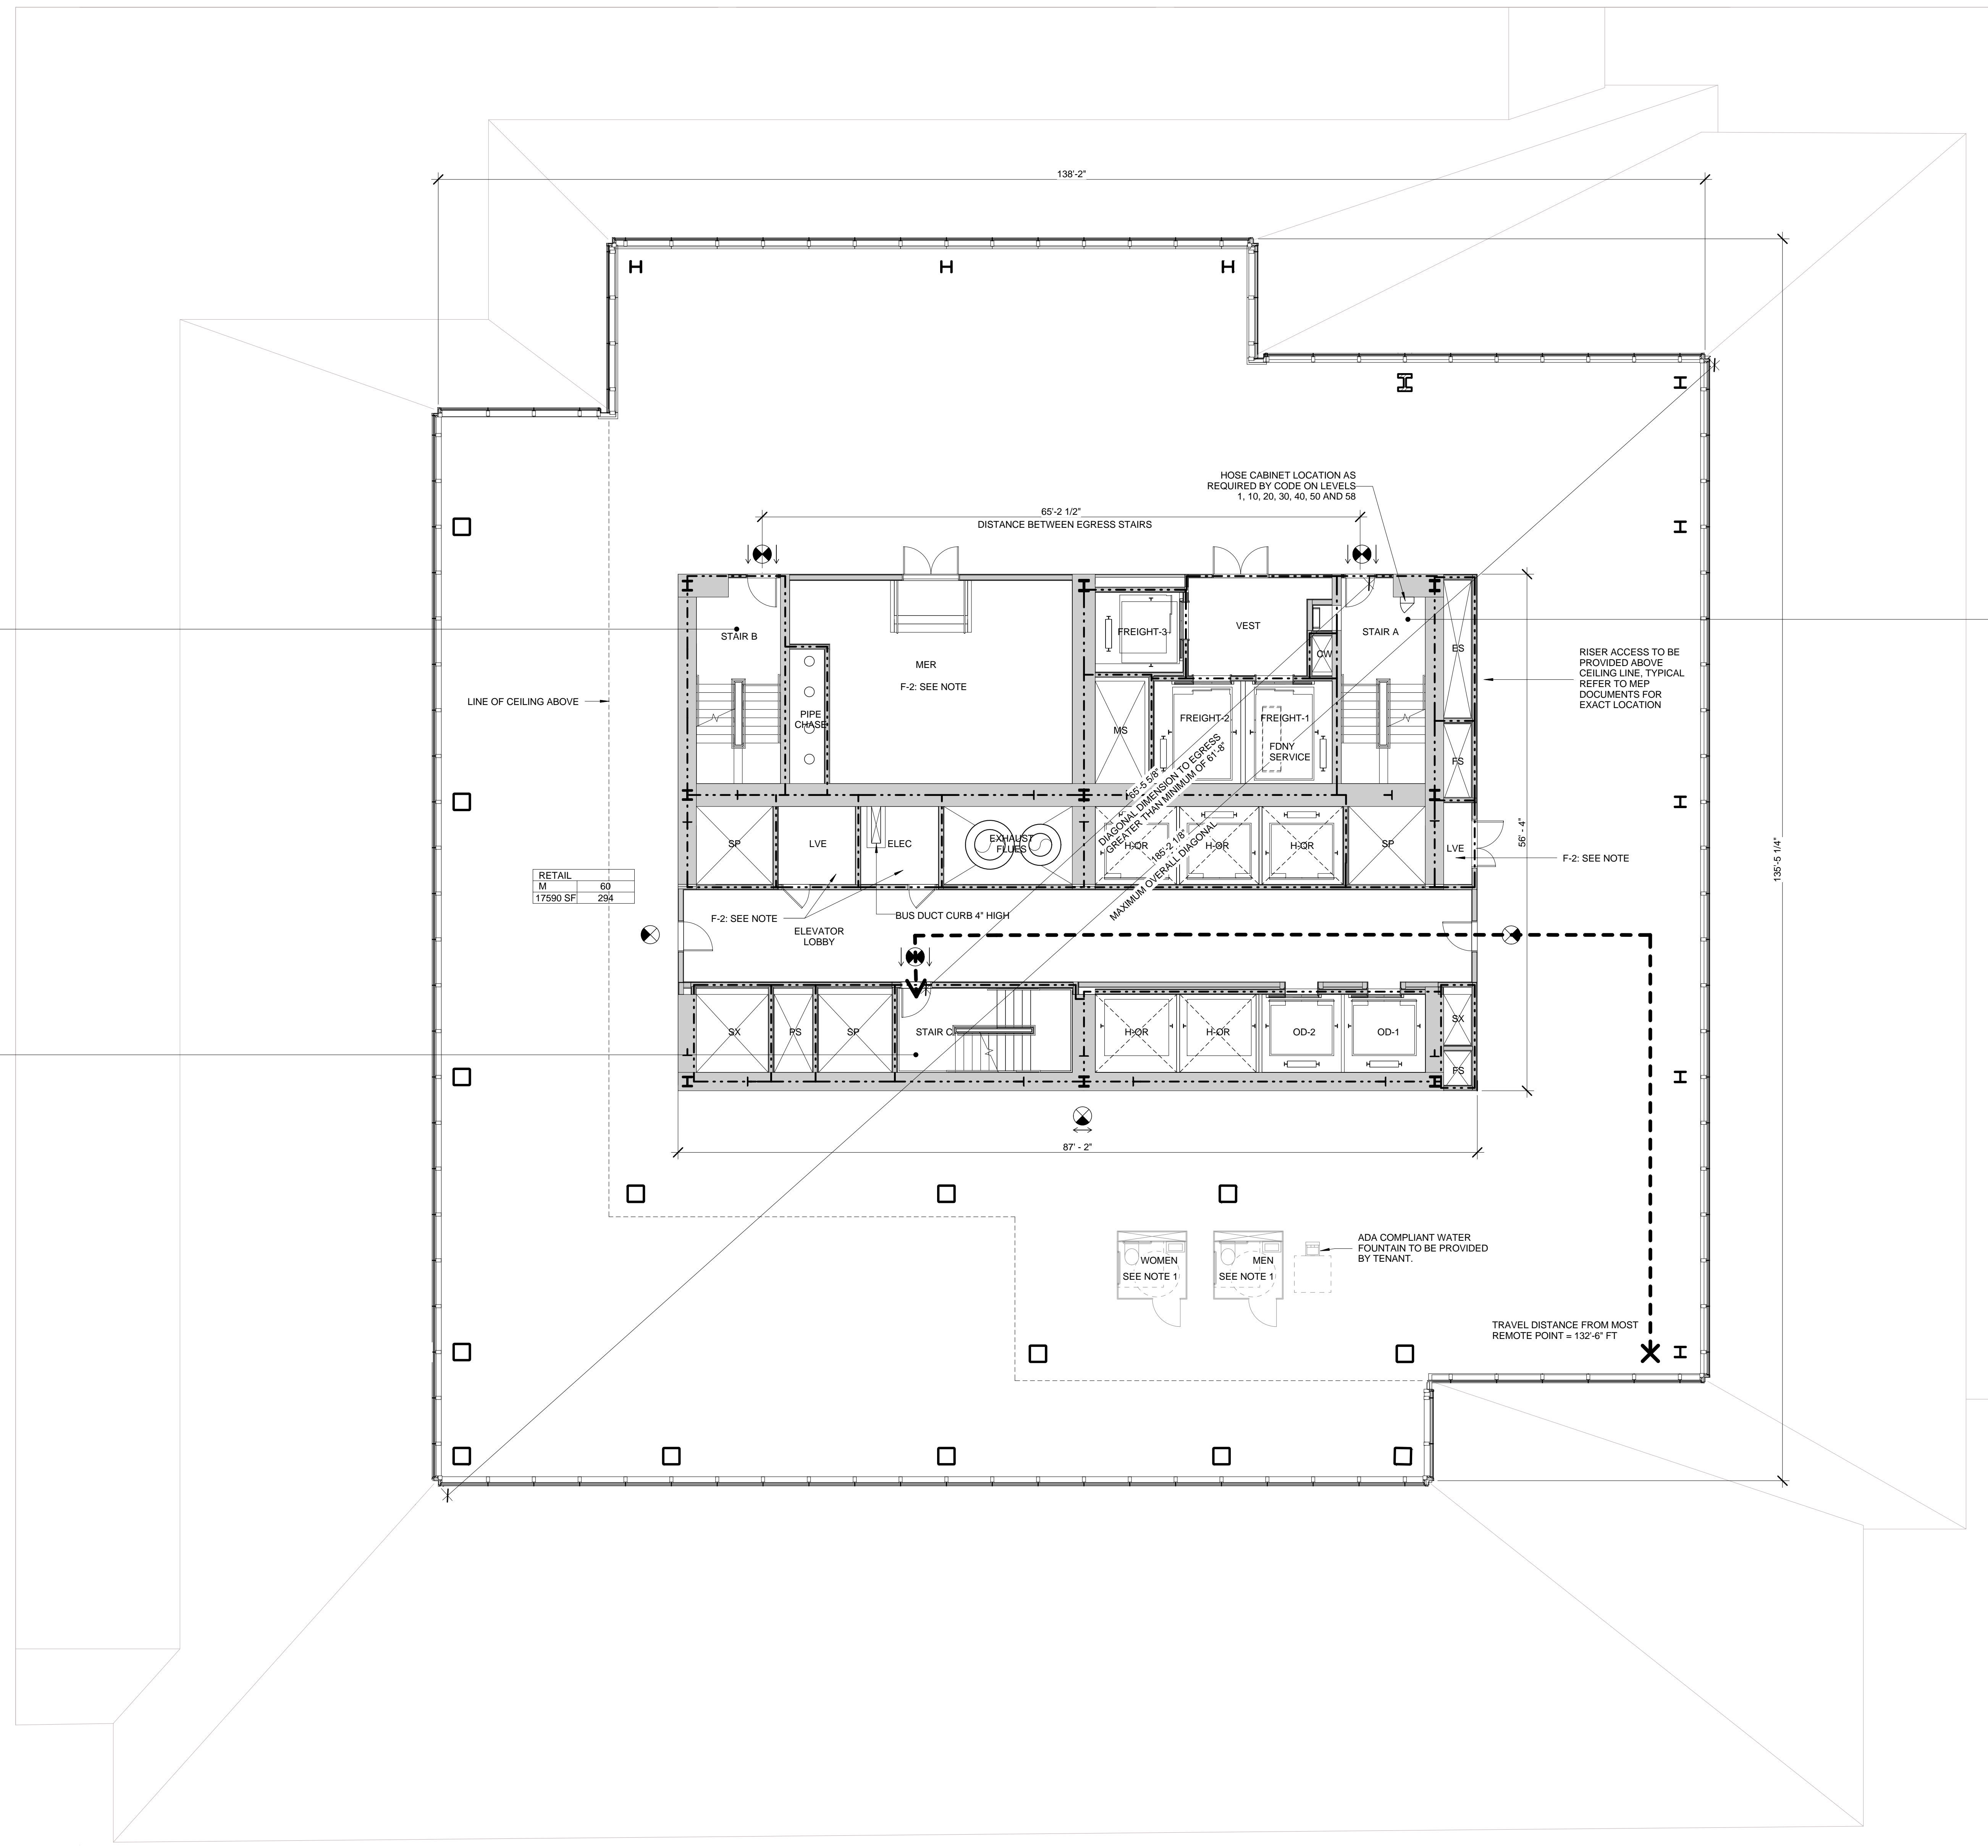 138'-2"
HOSE CABINET LOCATION AS
REQUIRED BY CODE ON LEVELS
1, 10, 20, 30, 40, 50 AND 58
65'-2 1/2"
DISTANCE BETWEEN EGRESS STAIRS
STAIR B
MER
F-2: SEE NOTE
PIPE
CHASE
FREIGHT-3
VEST
CW
STAIR A
ES
RISER ACCESS TO BE
PROVIDED ABOVE
CEILING LINE, TYPICAL
REFER TO MEP
DOCUMENTS FOR
EXACT LOCATION
LINE OF CEILING ABOVE
MS
FREIGHT-2
FREIGHT-1
FDNY
SERVICE
FS
65'-5 5/8"
DIAGONAL DIMENSION TO EGRESS
GREATER THAN MINIMUM OF 61'-8"
185'-2 1/8"
MAXIMUM OVERALL DIAGONAL
SP
LVE
ELEC
EXHAUST
FLUES
H-OR
H-OR
H-OR
SP
LVE
56' - 4"
135'-5 1/4"
F-2: SEE NOTE
RETAIL
M 60
17590 SF 294
F-2: SEE NOTE
BUS DUCT CURB 4" HIGH
ELEVATOR
LOBBY
SX
PS
SP
STAIR C
H-OR
H-OR
OD-2
OD-1
SX
FS
87' - 2"
WOMEN
SEE NOTE 1
MEN
SEE NOTE 1
ADA COMPLIANT WATER
FOUNTAIN TO BE PROVIDED
BY TENANT.
TRAVEL DISTANCE FROM MOST
REMOTE POINT = 132'-6" FT